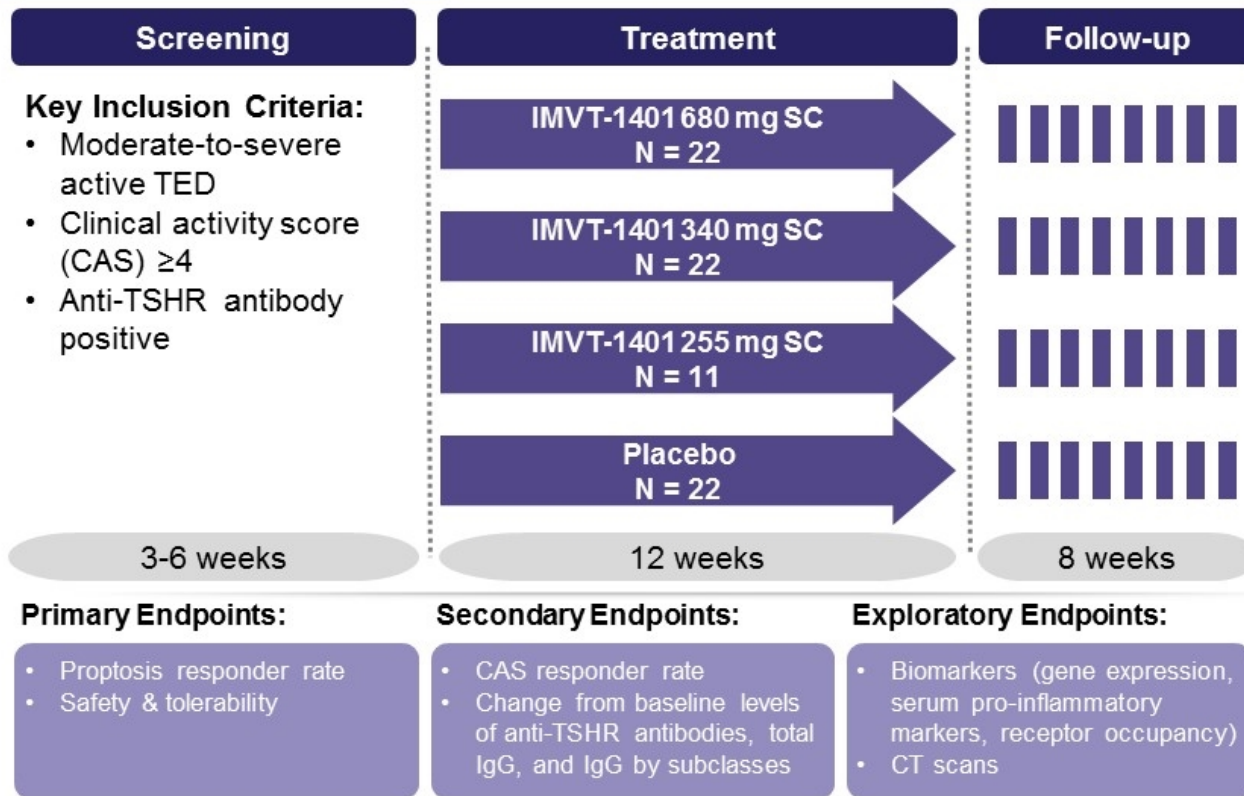 Screening
Treatment
Follow-up
Key Inclusion Criteria:
• Moderate-to-severe
active TED
• Clinical activity score
(CAS) ≥4
• Anti-TSHR antibody
positive
IMVT-1401 680 mg SC
N = 22
IMVT-1401 340 mg SC
N = 22
IMVT-1401 255 mg SC
N = 11
Placebo
N = 22
3-6 weeks
12 weeks
8 weeks
Primary Endpoints:
• Proptosis responder rate
• Safety & tolerability
Secondary Endpoints:
• CAS responder rate
• Change from baseline levels
of anti-TSHR antibodies, total
IgG, and IgG by subclasses
Exploratory Endpoints:
• Biomarkers (gene expression,
serum pro-inflammatory
markers, receptor occupancy)
• CT scans